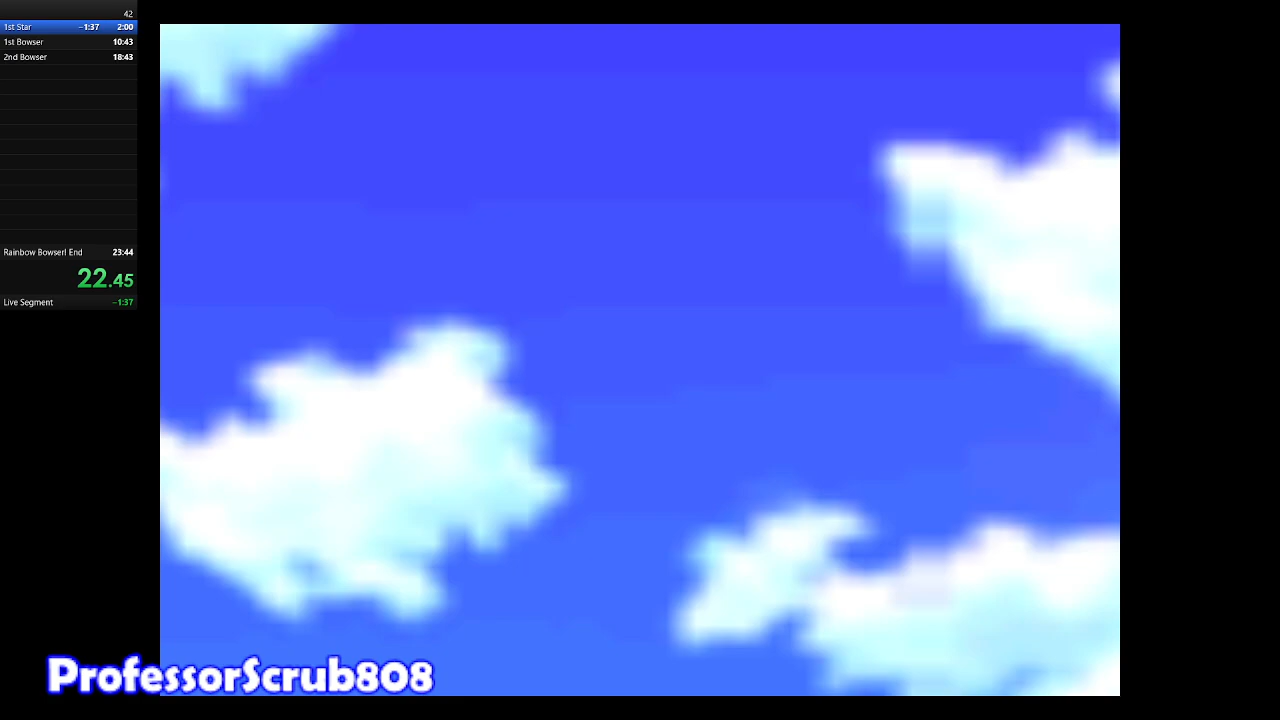 42
1st Star −1:37 2:00
1st Bowser 10:43
2nd Bowser 18:43
Rainbow Bowser! End 23:44
22.45
Live Segment −1:37
ProfessorScrub808